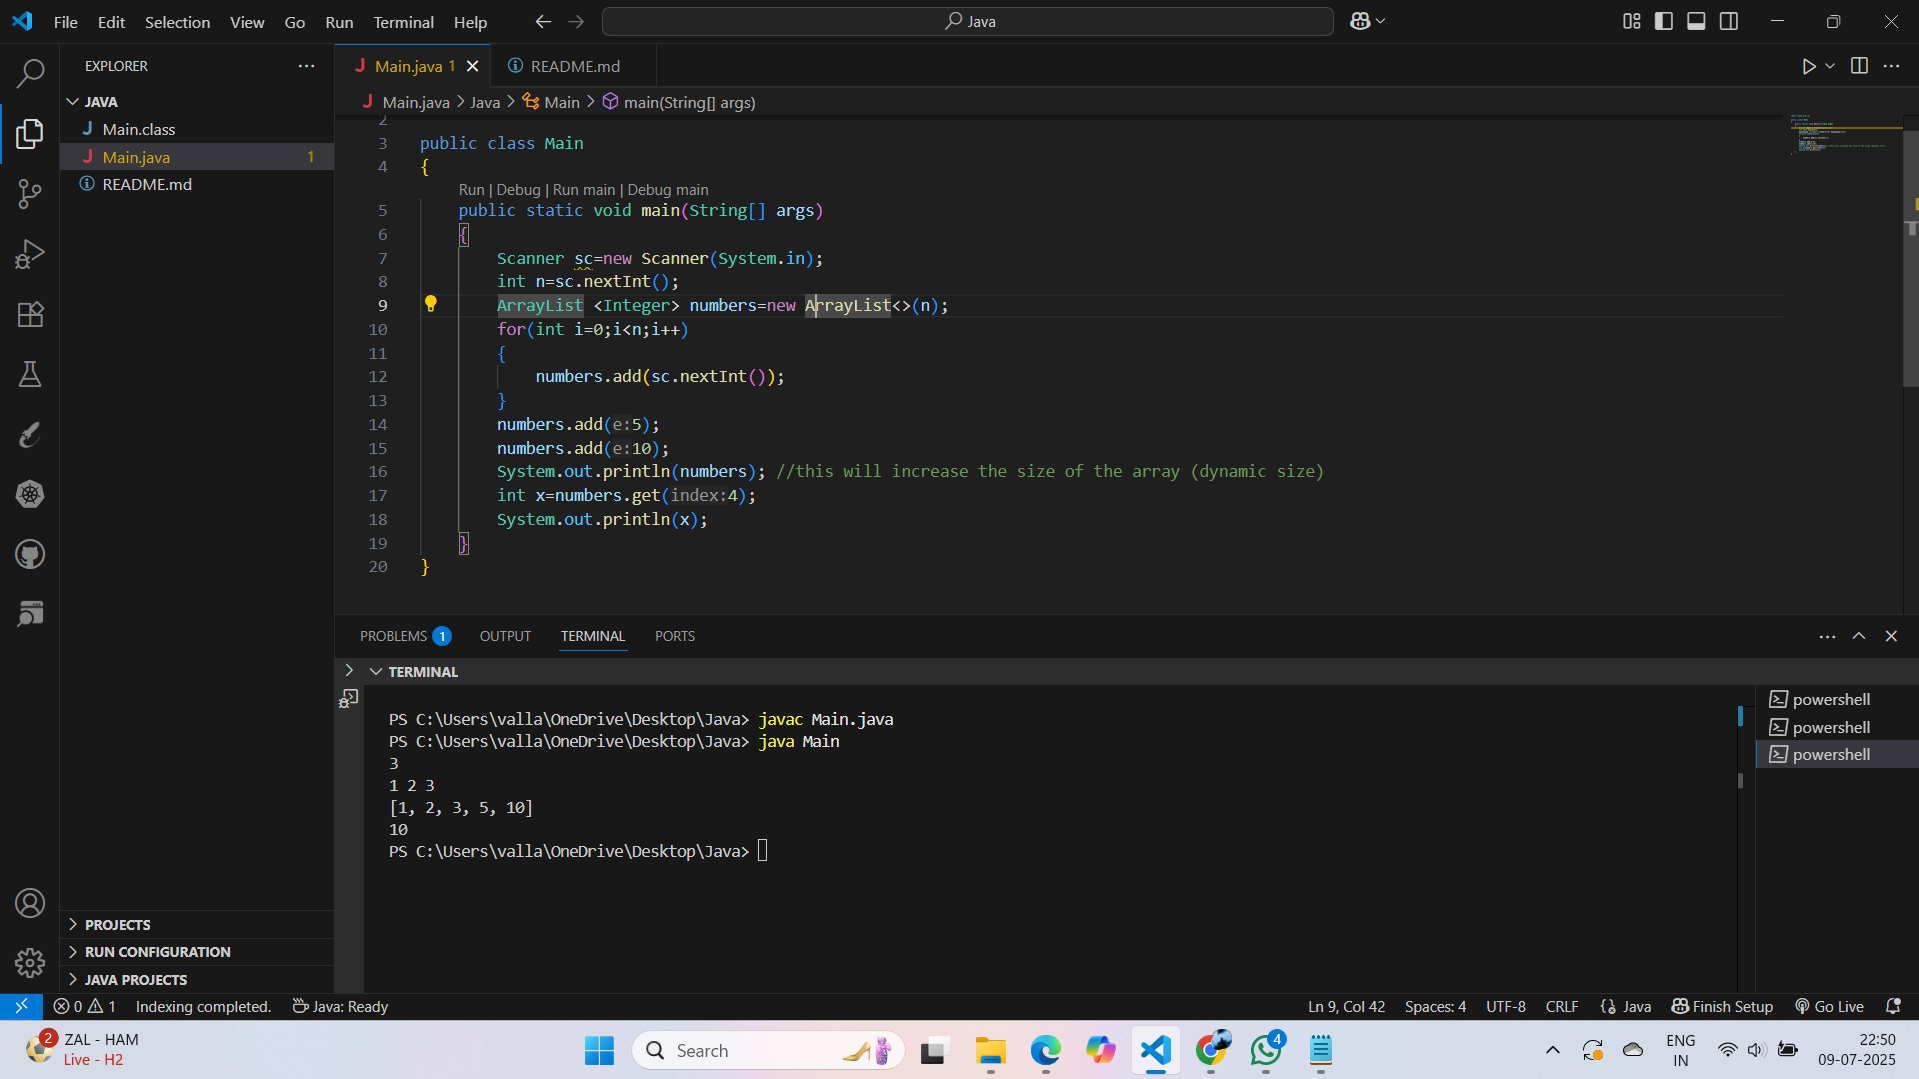 File Edit Selection View Go Run Terminal Help
Java
EXPLORER
JAVA
Main.class
Main.java 1
README.md
PROJECTS
RUN CONFIGURATION
JAVA PROJECTS
Main.java 1 README.md
Main.java > Java > Main > main(String[] args)
2
3 public class Main
4 {
Run | Debug | Run main | Debug main
5 public static void main(String[] args)
6 {
7 Scanner sc=new Scanner(System.in);
8 int n=sc.nextInt();
9 ArrayList <Integer> numbers=new ArrayList<>(n);
10 for(int i=0;i<n;i++)
11 {
12 numbers.add(sc.nextInt());
13 }
14 numbers.add(e:5);
15 numbers.add(e:10);
16 System.out.println(numbers); //this will increase the size of the array (dynamic size)
17 int x=numbers.get(index:4);
18 System.out.println(x);
19 }
20 }
PROBLEMS 1 OUTPUT TERMINAL PORTS
TERMINAL
PS C:\Users\valla\OneDrive\Desktop\Java> javac Main.java
PS C:\Users\valla\OneDrive\Desktop\Java> java Main
3
1 2 3
[1, 2, 3, 5, 10]
10
PS C:\Users\valla\OneDrive\Desktop\Java>
powershell
powershell
powershell
0 1 Indexing completed. Java: Ready
Ln 9, Col 42 Spaces: 4 UTF-8 CRLF {} Java Finish Setup Go Live
2
ZAL - HAM
Live - H2
Search
4
ENG
IN
22:50
09-07-2025